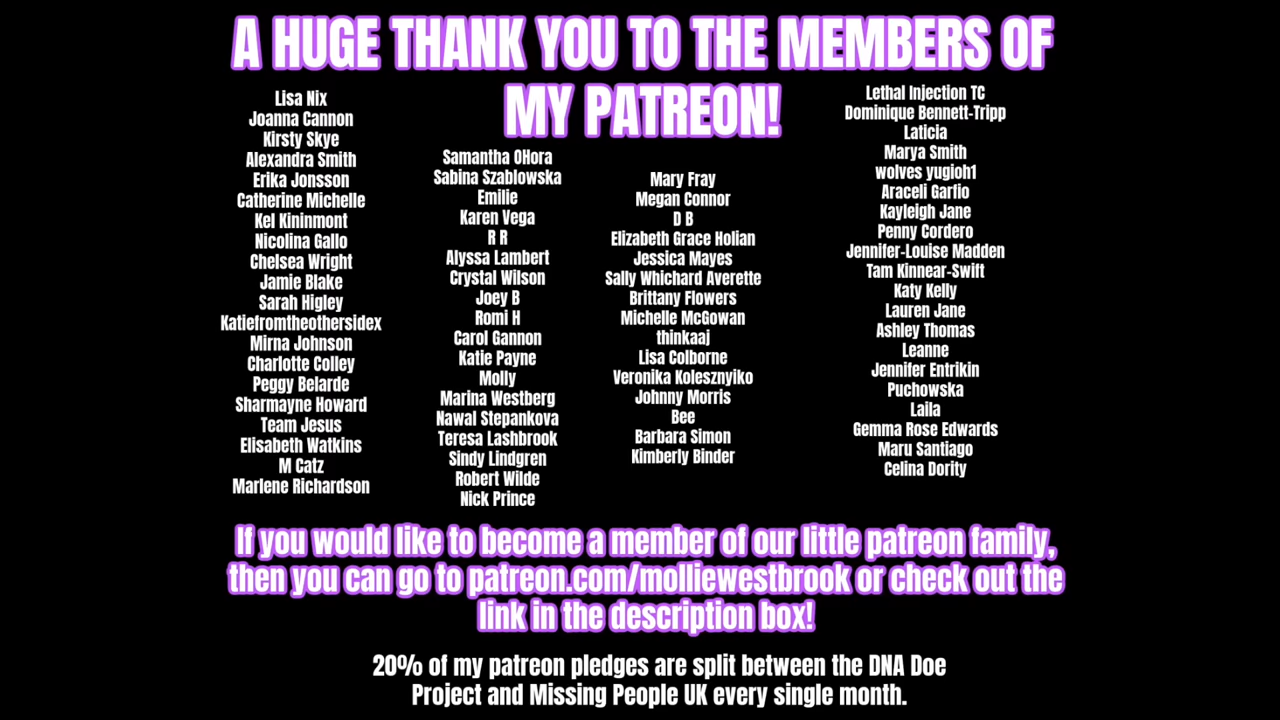 A HUGE THANK YOU TO THE MEMBERS OF
MY PATREON!
Lisa Nix
Joanna Cannon
Kirsty Skye
Alexandra Smith
Erika Jonsson
Catherine Michelle
Kel Kininmont
Nicolina Gallo
Chelsea Wright
Jamie Blake
Sarah Higley
Katiefromtheothersidex
Mirna Johnson
Charlotte Colley
Peggy Belarde
Sharmayne Howard
Team Jesus
Elisabeth Watkins
M Catz
Marlene Richardson
Samantha OHora
Sabina Szablowska
Emilie
Karen Vega
R R
Alyssa Lambert
Crystal Wilson
Joey B
Romi H
Carol Gannon
Katie Payne
Molly
Marina Westberg
Nawal Stepankova
Teresa Lashbrook
Sindy Lindgren
Robert Wilde
Nick Prince
Mary Fray
Megan Connor
D B
Elizabeth Grace Holian
Jessica Mayes
Sally Whichard Averette
Brittany Flowers
Michelle McGowan
thinkaaj
Lisa Colborne
Veronika Kolesznyiko
Johnny Morris
Bee
Barbara Simon
Kimberly Binder
Lethal Injection TC
Dominique Bennett-Tripp
Laticia
Marya Smith
wolves yugioh1
Araceli Garfio
Kayleigh Jane
Penny Cordero
Jennifer-Louise Madden
Tam Kinnear-Swift
Katy Kelly
Lauren Jane
Ashley Thomas
Leanne
Jennifer Entrikin
Puchowska
Laila
Gemma Rose Edwards
Maru Santiago
Celina Dority
If you would like to become a member of our little patreon family,
then you can go to patreon.com/molliewestbrook or check out the
link in the description box!
20% of my patreon pledges are split between the DNA Doe
Project and Missing People UK every single month.